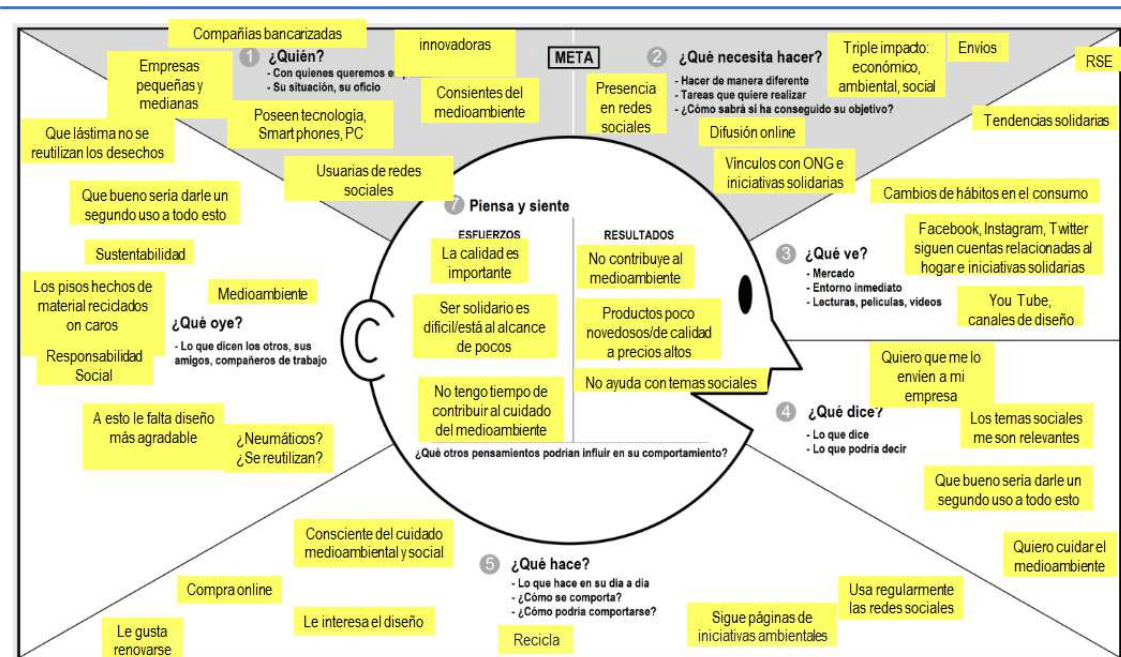 Compañías bancarizadas
1 ¿Quién?
- Con quienes queremos e
- Su situación, su oficio
innovadoras
Empresas
pequeñas y
medianas
Consientes del
medioambiente
Poseen tecnología,
Smart phones, PC
Usuarias de redes
sociales
META
2 ¿Qué necesita hacer?
- Hacer de manera diferente
- Tareas que quiere realizar
- ¿Cómo sabrá si ha conseguido su objetivo?
Triple impacto:
económico,
ambiental, social
Envíos
Presencia
en redes
sociales
Difusión online
Vínculos con ONG e
iniciativas solidarias
RSE
Tendencias solidarias
Cambios de hábitos en el consumo
3 ¿Qué ve?
- Mercado
- Entorno inmediato
- Lecturas, peliculas, vídeos
Facebook, Instagram, Twitter
siguen cuentas relacionadas al
hogar e iniciativas solidarias
You Tube,
canales de diseño
Quiero que me lo
envíen a mi
empresa
4 ¿Qué dice?
- Lo que dice
- Lo que podría decir
Los temas sociales
me son relevantes
Que bueno sería darle un
segundo uso a todo esto
Quiero cuidar el
medioambiente
Que lástima no se
reutilizan los desechos
Que bueno sería darle un
segundo uso a todo esto
Sustentabilidad
Los pisos hechos de
material reciclados
on caros
Medioambiente
¿Qué oye?
- Lo que dicen los otros, sus
amigos, compañeros de trabajo
Responsabilidad
Social
A esto le falta diseño
más agradable
¿Neumáticos?
¿Se reutilizan?
7 Piensa y siente
ESFUERZOS
La calidad es
importante
Ser solidario es
difícil/está al alcance
de pocos
No tengo tiempo de
contribuir al cuidado
del medioambiente
RESULTADOS
No contribuye al
medioambiente
Productos poco
novedosos/de calidad
a precios altos
No ayuda con temas sociales
¿Qué otros pensamientos podrían influir en su comportamiento?
Consciente del cuidado
medioambiental y social
5 ¿Qué hace?
- Lo que hace en su día a día
- ¿Cómo se comporta?
- ¿Cómo podría comportarse?
Compra online
Le interesa el diseño
Le gusta
renovarse
Recicla
Sigue páginas de
iniciativas ambientales
Usa regularmente
las redes sociales